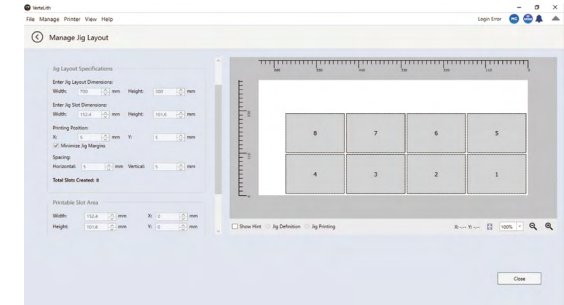 VertoLith
File Manage Printer View Help
Login Error
Manage Jig Layout
Jig Layout Specifications
Enter Jig Layout Dimensions:
Width: 700 mm Height: 300 mm
Enter Jig Slot Dimensions:
Width: 152.4 mm Height: 101.6 mm
Printing Position:
X: 5 mm Y: 5 mm
Minimize Jig Margins
Spacing:
Horizontal: 5 mm Vertical: 5 mm
Total Slots Created: 8
Printable Slot Area
Width: 152.4 mm X: 0 mm
Height: 101.6 mm Y: 0 mm
8 7 6 5
4 3 2 1
Show Hint Jig Definition Jig Printing
X: --- Y: --- 100%
Close